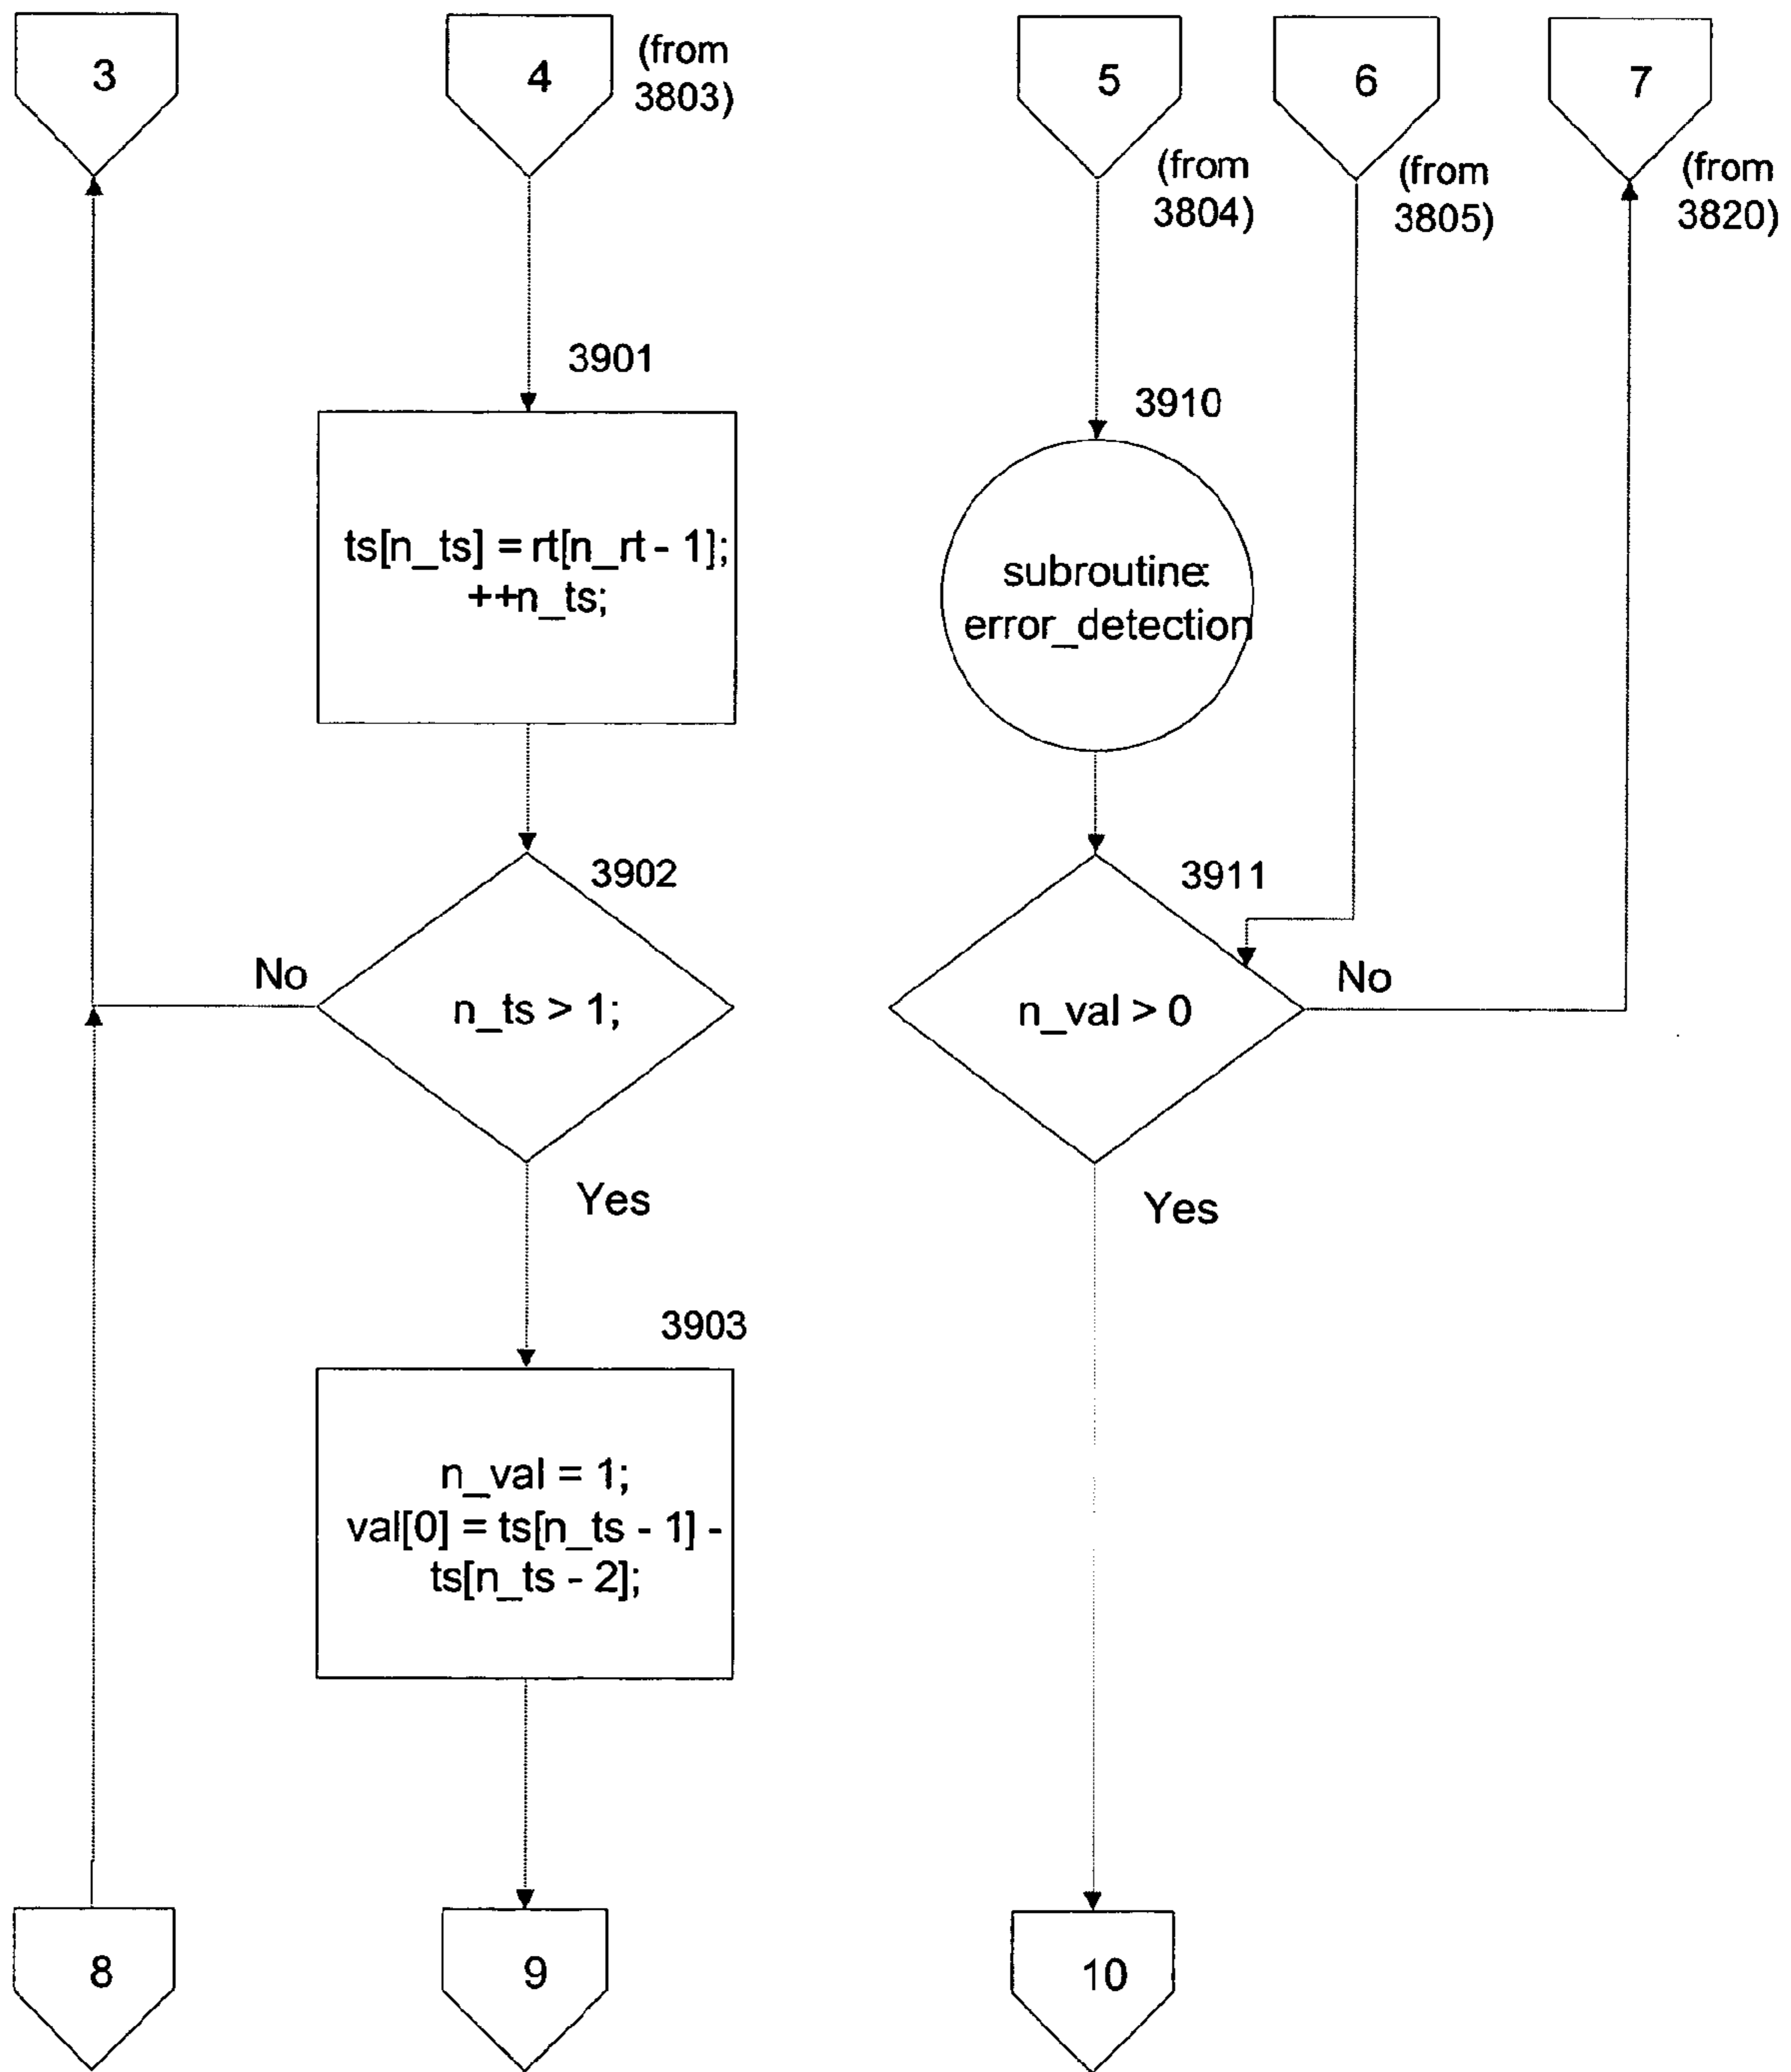 3
4
(from
3803)
5
(from
3804)
6
(from
3805)
7
(from
3820)
3901
ts[n_ts] = rt[n_rt - 1];
++n_ts;
3910
subroutine:
error_detection
3902
n_ts > 1;
No
Yes
3911
n_val > 0
No
Yes
3903
n_val = 1;
val[0] = ts[n_ts - 1] -
ts[n_ts - 2];
8
9
10